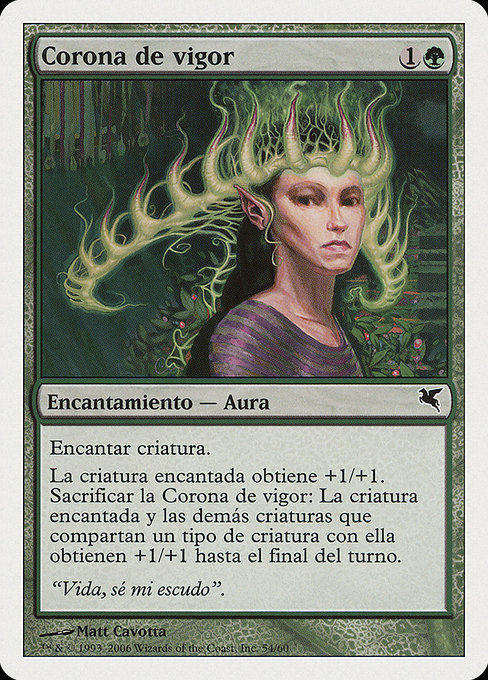 Corona de vigor 1
Encantamiento — Aura
Encantar criatura.
La criatura encantada obtiene +1/+1.
Sacrificar la Corona de vigor: La criatura
encantada y las demás criaturas que
compartan un tipo de criatura con ella
obtienen +1/+1 hasta el final del turno.
“Vida, sé mi escudo”.
Matt Cavotta
™ & © 1993–2006 Wizards of the Coast, Inc. 54/60